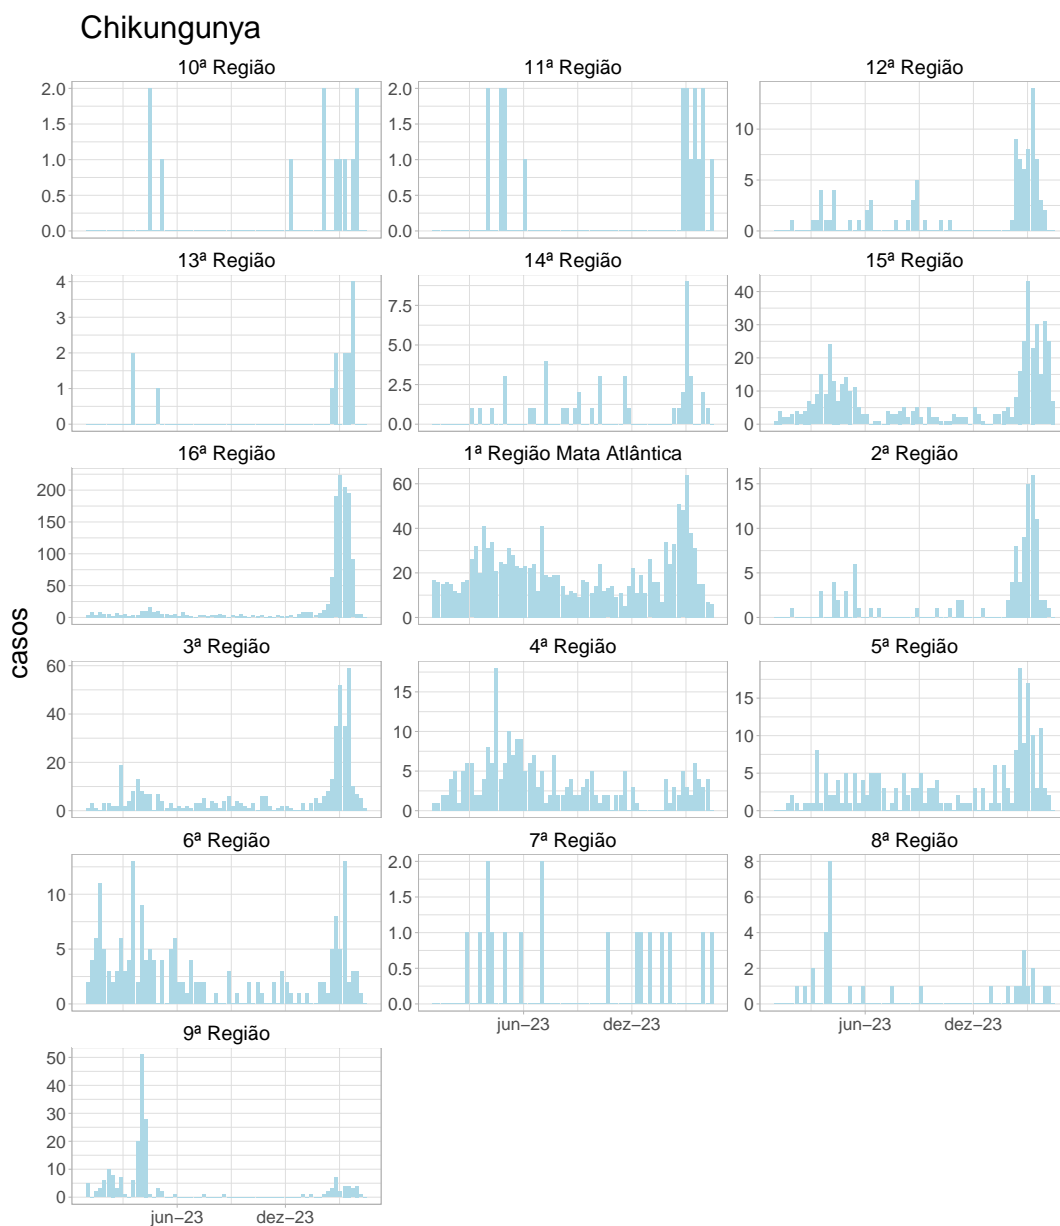 Chikungunya
10ª Região
11ª Região
12ª Região
2.0
1.5
1.0
0.5
0.0
2.0
1.5
1.0
0.5
0.0
10
5
0
13ª Região
14ª Região
15ª Região
4
3
2
1
0
7.5
5.0
2.5
0.0
40
30
20
10
0
16ª Região
1ª Região Mata Atlântica
2ª Região
200
150
100
50
0
60
40
20
0
15
10
5
0
casos
3ª Região
4ª Região
5ª Região
60
40
20
0
15
10
5
0
15
10
5
0
6ª Região
7ª Região
8ª Região
10
5
0
2.0
1.5
1.0
0.5
0.0
8
6
4
2
0
jun−23
dez−23
jun−23
dez−23
9ª Região
50
40
30
20
10
0
jun−23
dez−23